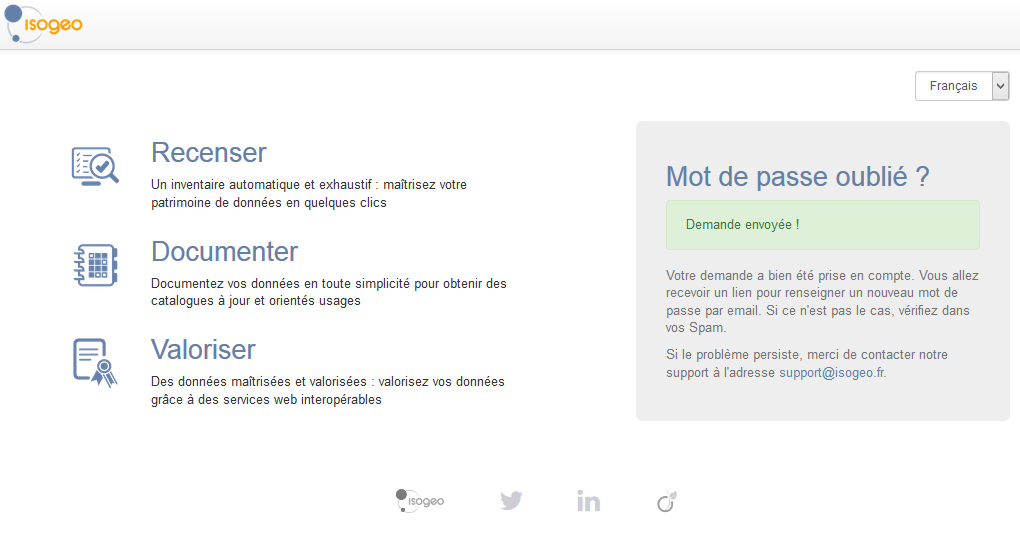 isogeo
Français
Recenser
Un inventaire automatique et exhaustif : maîtrisez votre
patrimoine de données en quelques clics
Documenter
Documentez vos données en toute simplicité pour obtenir des
catalogues à jour et orientés usages
Valoriser
Des données maîtrisées et valorisées : valorisez vos données
grâce à des services web interopérables
Mot de passe oublié ?
Demande envoyée !
Votre demande a bien été prise en compte. Vous allez
recevoir un lien pour renseigner un nouveau mot de
passe par email. Si ce n'est pas le cas, vérifiez dans
vos Spam.
Si le problème persiste, merci de contacter notre
support à l'adresse support@isogeo.fr.
isogeo
in